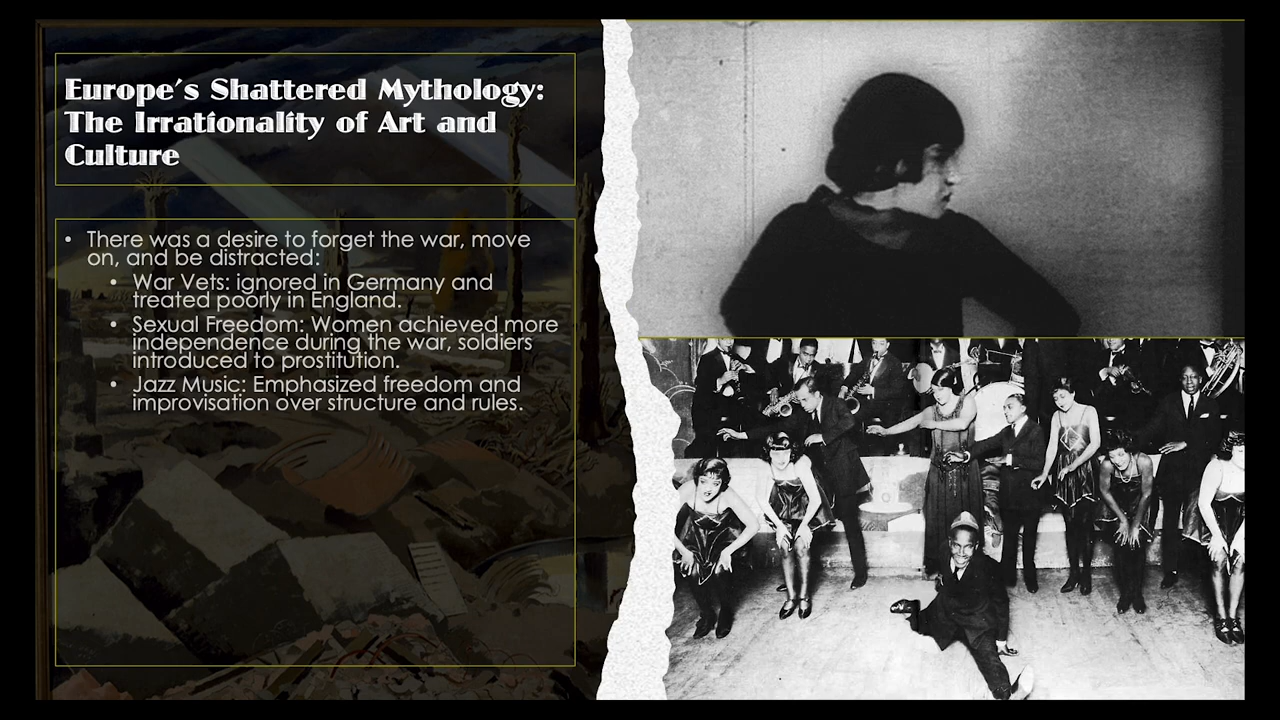 Europe's Shattered Mythology:
The Irrationality of Art and
Culture
• There was a desire to forget the war, move
on, and be distracted:
• War Vets: ignored in Germany and
treated poorly in England.
• Sexual Freedom: Women achieved more
independence during the war, soldiers
introduced to prostitution.
• Jazz Music: Emphasized freedom and
improvisation over structure and rules.